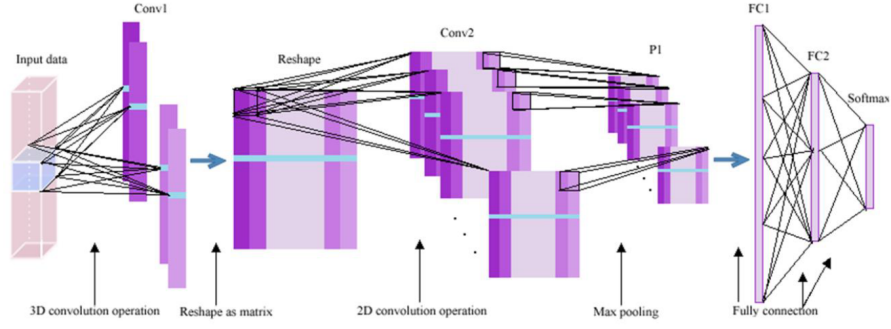 FC1
Conv1
Conv2
Input data
Reshape
P1
FC2
Softmax
3D convolution operation
Reshape as matrix
2D convolution operation
Max pooling
Fully connection